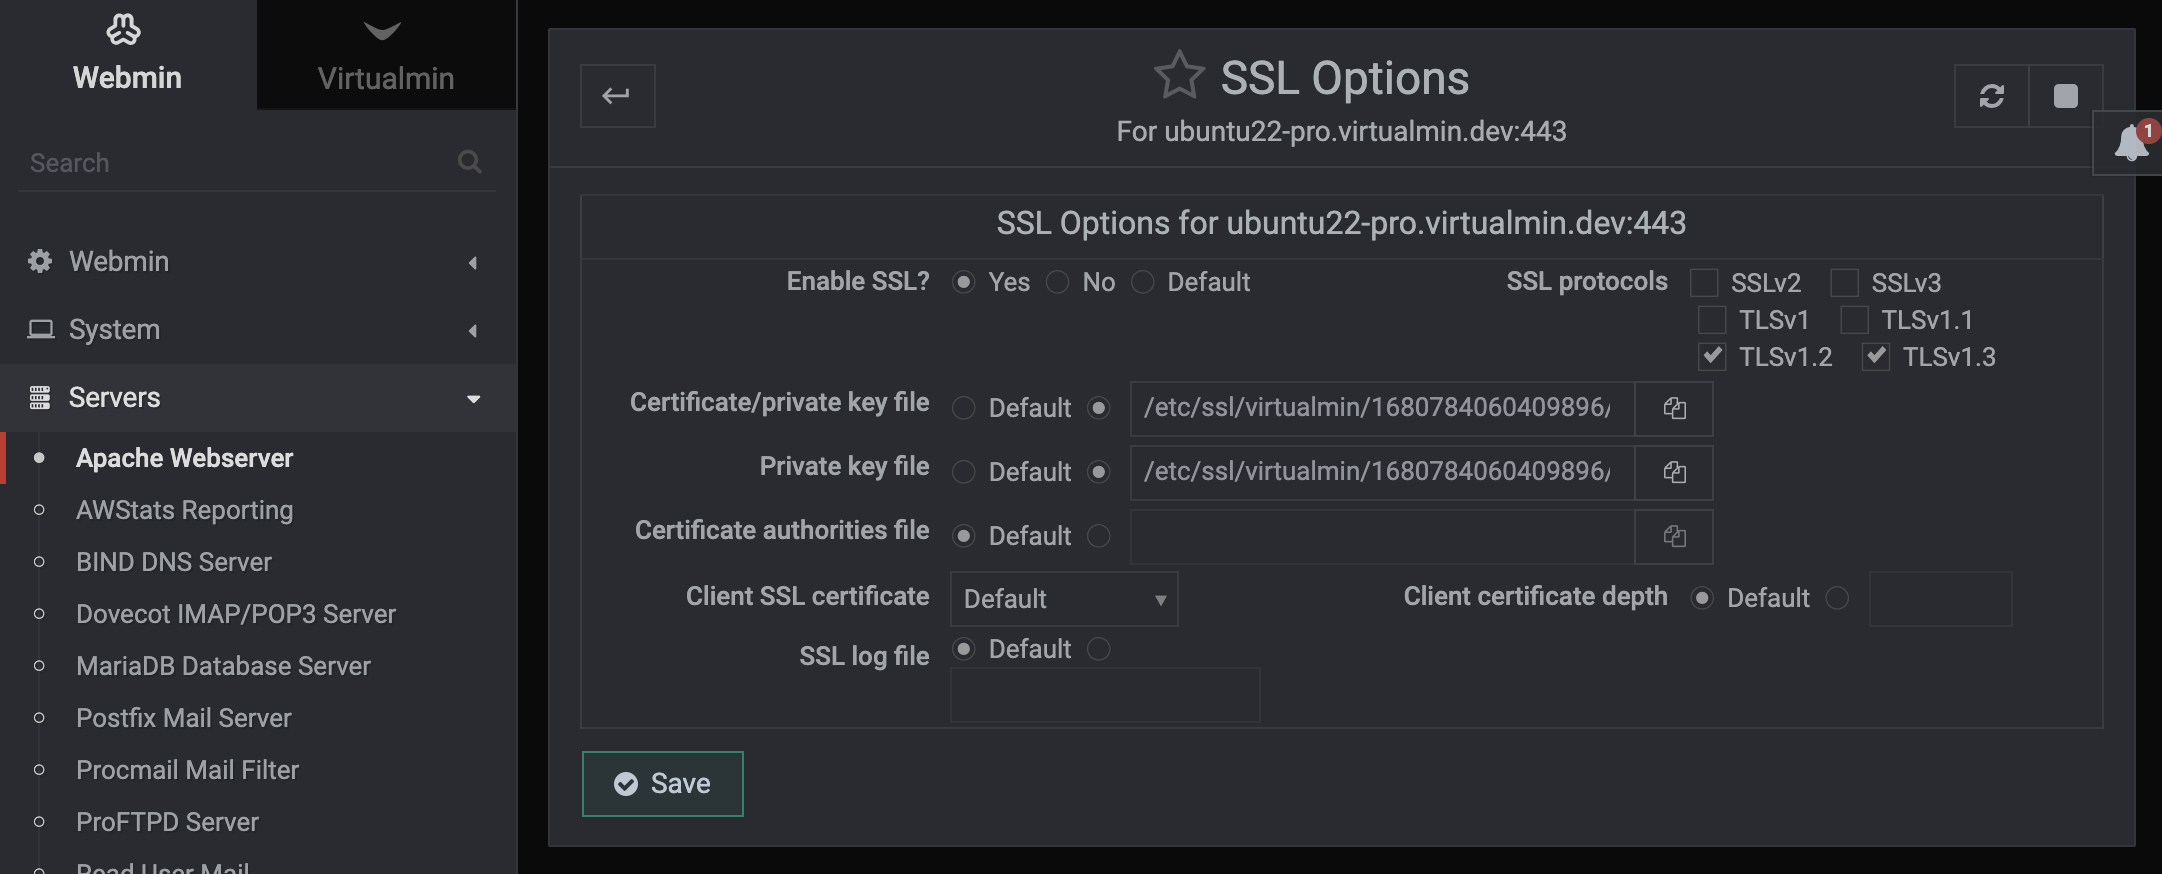 Webmin
Virtualmin
Search
Webmin
System
Servers
Apache Webserver
AWStats Reporting
BIND DNS Server
Dovecot IMAP/POP3 Server
MariaDB Database Server
Postfix Mail Server
Procmail Mail Filter
ProFTPD Server
Read User Mail
SSL Options
For ubuntu22-pro.virtualmin.dev:443
1
SSL Options for ubuntu22-pro.virtualmin.dev:443
Enable SSL? Yes No Default
SSL protocols SSLv2 SSLv3
TLSv1 TLSv1.1
TLSv1.2 TLSv1.3
Certificate/private key file Default /etc/ssl/virtualmin/1680784060409896/
Private key file Default /etc/ssl/virtualmin/1680784060409896/
Certificate authorities file Default
Client SSL certificate Default
Client certificate depth Default
SSL log file Default
Save